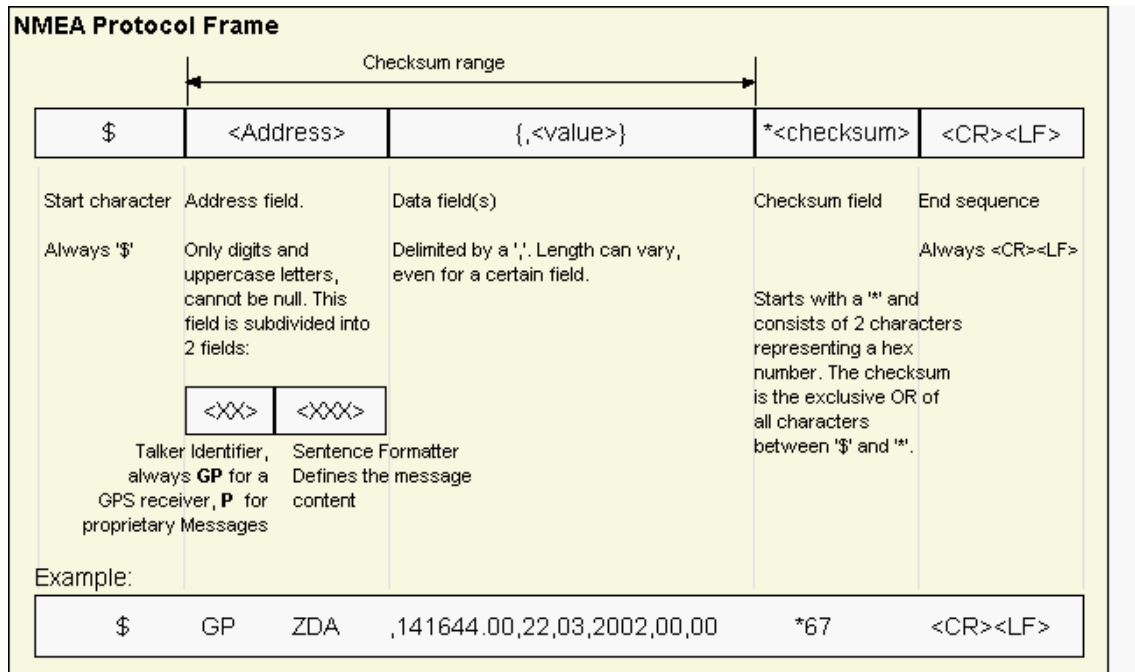 NMEA Protocol Frame
Checksum range
$ <Address> {,<value>} *<checksum> <CR><LF>
Start character
Always '$'
Address field.
Only digits and
uppercase letters,
cannot be null. This
field is subdivided into
2 fields:
<XX> <XXX>
Talker Identifier,
always GP for a
GPS receiver, P for
proprietary Messages
Sentence Formatter
Defines the message
content
Data field(s)
Delimited by a ','. Length can vary,
even for a certain field.
Checksum field
Starts with a '*' and
consists of 2 characters
representing a hex
number. The checksum
is the exclusive OR of
all characters
between '$' and '*'.
End sequence
Always <CR><LF>
Example:
$ GP ZDA ,141644.00,22,03,2002,00,00 *67 <CR><LF>